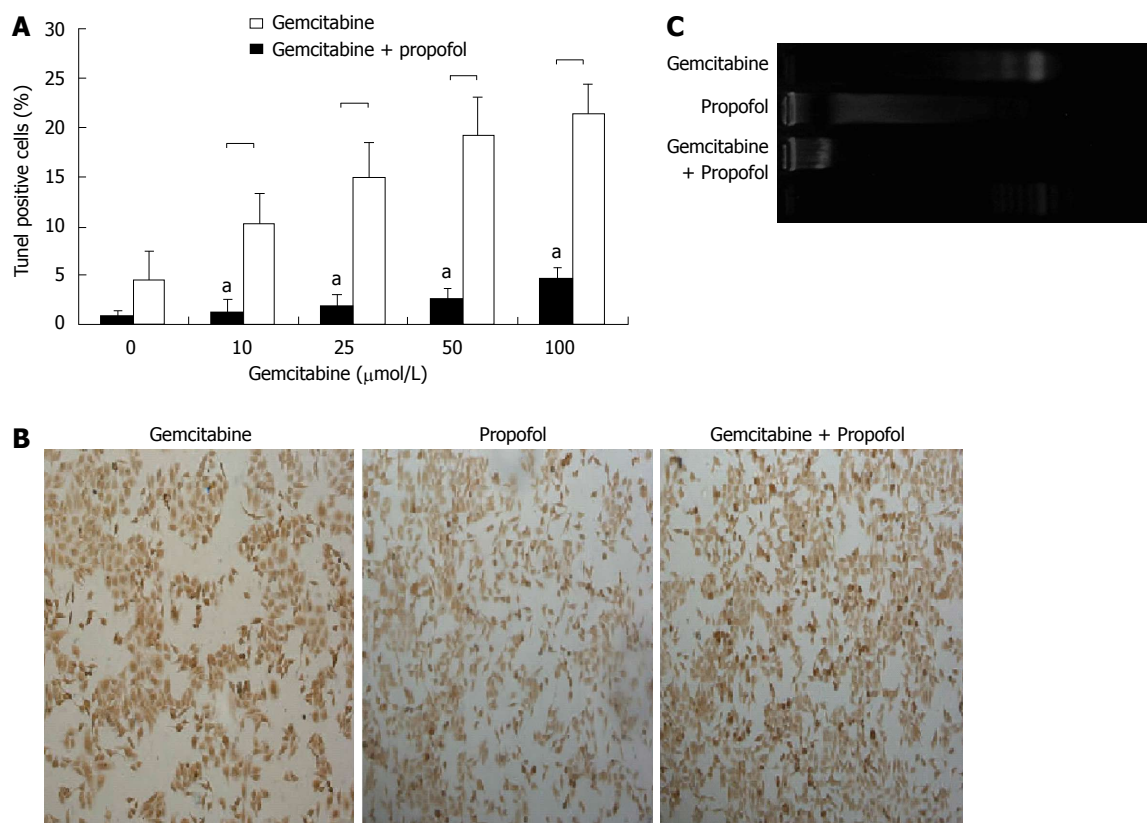 A
Gemcitabine
Gemcitabine + propofol
Tunel positive cells (%)
30
25
20
15
10
5
0
a
a
a
a
0 10 25 50 100
Gemcitabine (μmol/L)
C
Gemcitabine
Propofol
Gemcitabine
+ Propofol
B
Gemcitabine Propofol Gemcitabine + Propofol